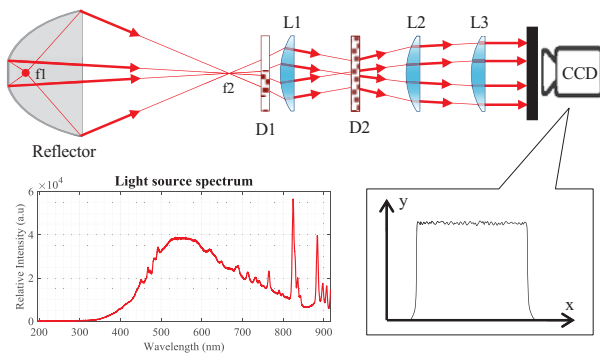 L1
L2
L3
f1
f2
CCD
D1
D2
Reflector
Light source spectrum
× 10^4
Relative Intensity (a.u)
6
4
2
0
200 300 400 500 600 700 800 900
Wavelength (nm)
y
x